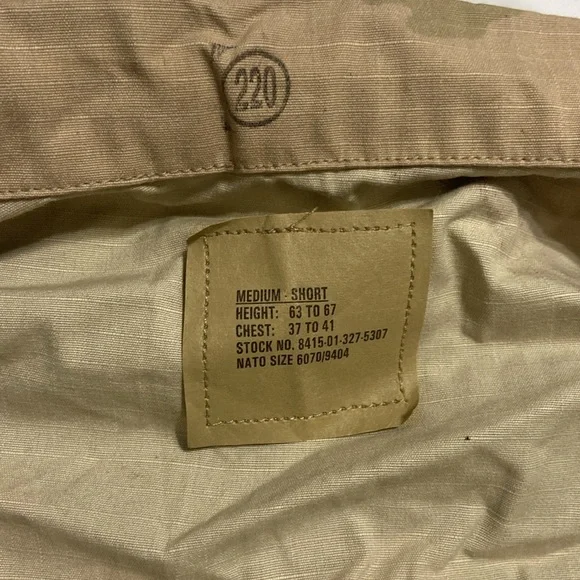 220
MEDIUM - SHORT
HEIGHT: 63 TO 67
CHEST: 37 TO 41
STOCK NO. 8415-01-327-5307
NATO SIZE 6070/9404